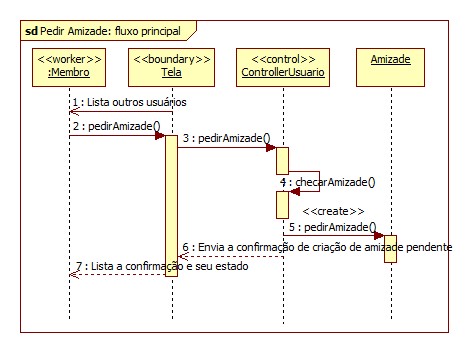 sd Pedir Amizade: fluxo principal
<<worker>>
:Membro
<<boundary>>
Tela
<<control>>
ControllerUsuario
Amizade
1 : Lista outros usuários
2 : pedirAmizade()
3 : pedirAmizade()
4 : checarAmizade()
<<create>>
5 : pedirAmizade()
6 : Envia a confirmação de criação de amizade pendente
7 : Lista a confirmação e seu estado